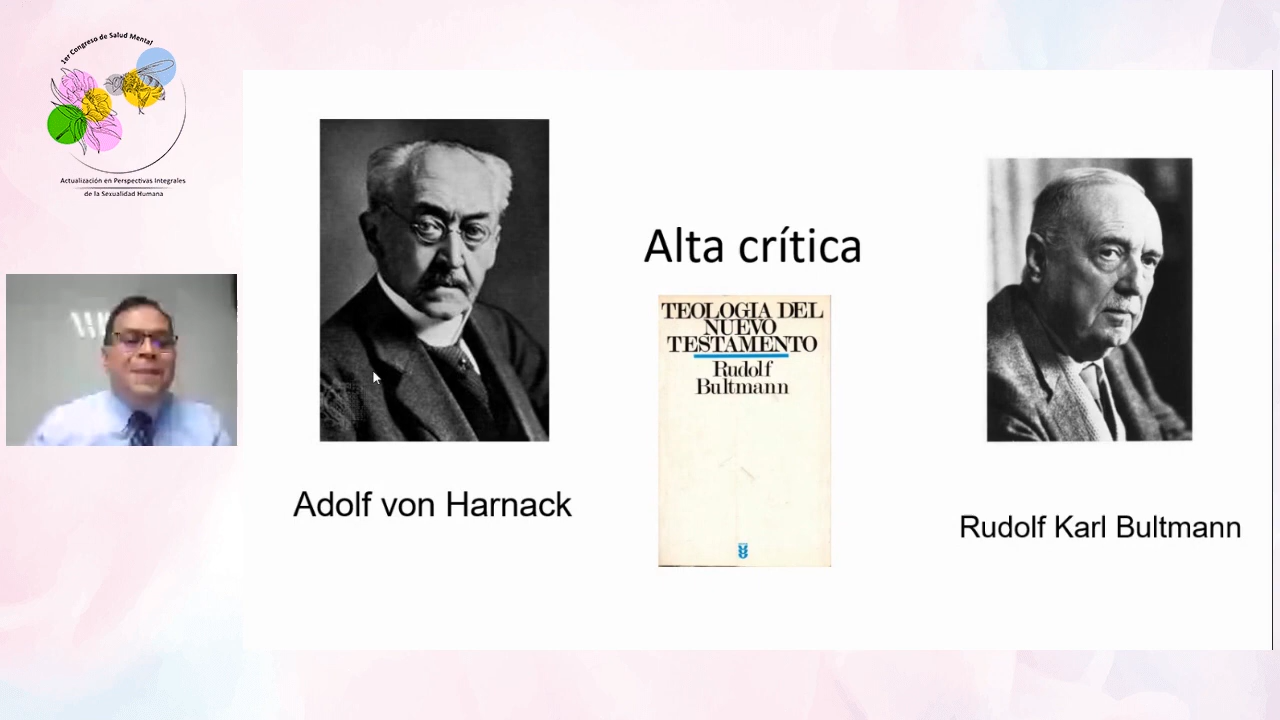 1er Congreso de Salud Mental
Actualización en Perspectivas Integrales
de la Sexualidad Humana
Alta crítica
TEOLOGIA DEL
NUEVO
TESTAMENTO
Rudolf
Bultmann
Adolf von Harnack
Rudolf Karl Bultmann